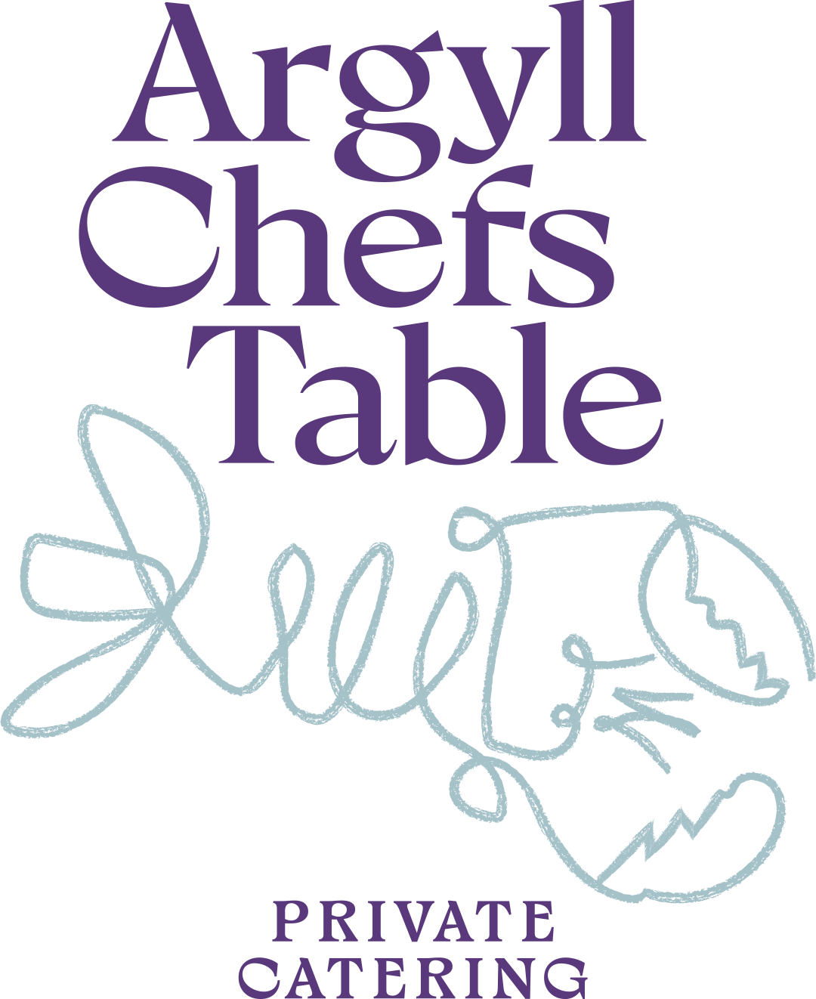 Argyll
Chefs
Table
PRIVATE
CATERING